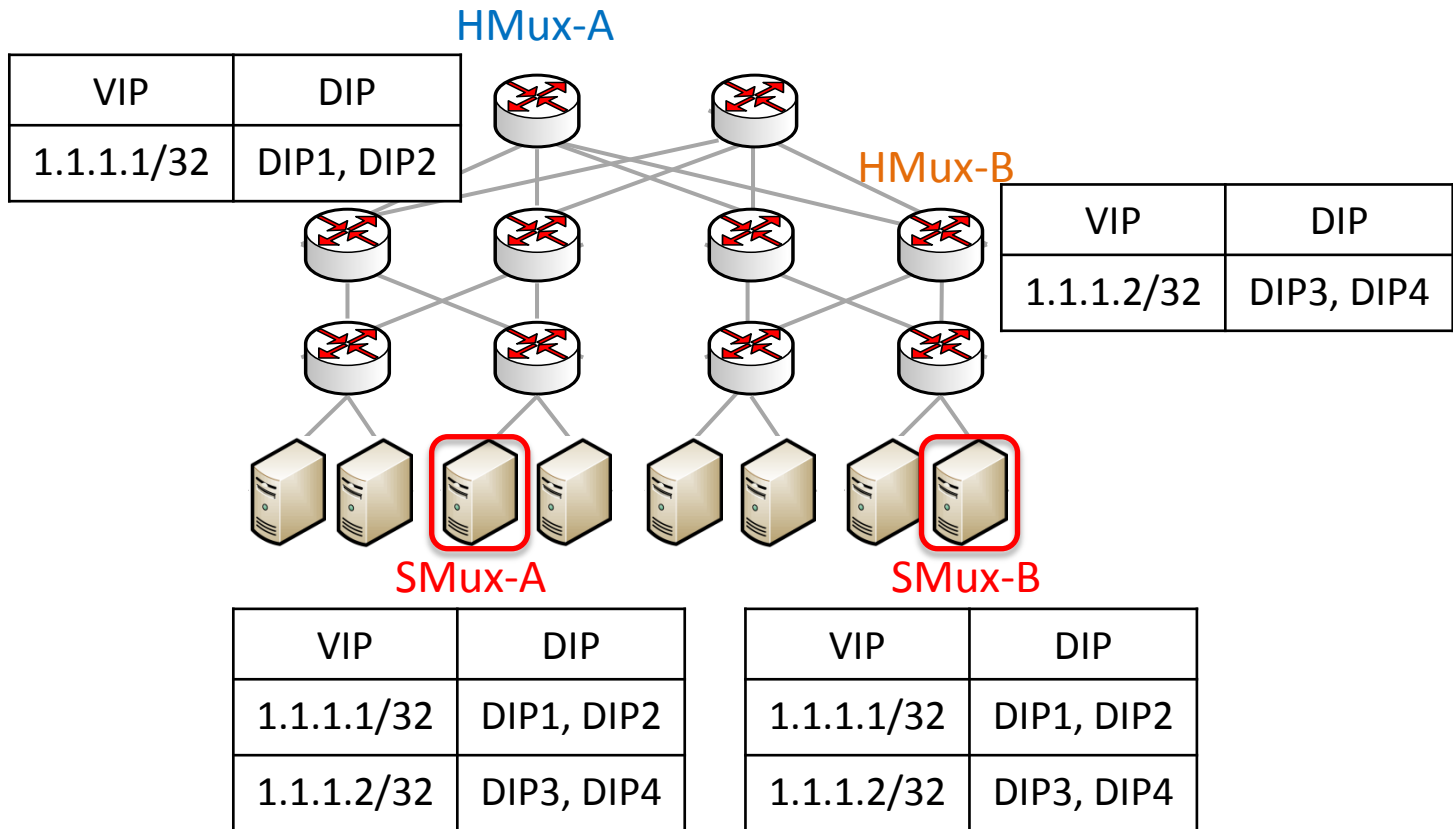 HMux-A
VIP DIP
1.1.1.1/32 DIP1, DIP2
HMux-B
VIP DIP
1.1.1.2/32 DIP3, DIP4
SMux-A
VIP DIP
1.1.1.1/32 DIP1, DIP2
1.1.1.2/32 DIP3, DIP4
SMux-B
VIP DIP
1.1.1.1/32 DIP1, DIP2
1.1.1.2/32 DIP3, DIP4